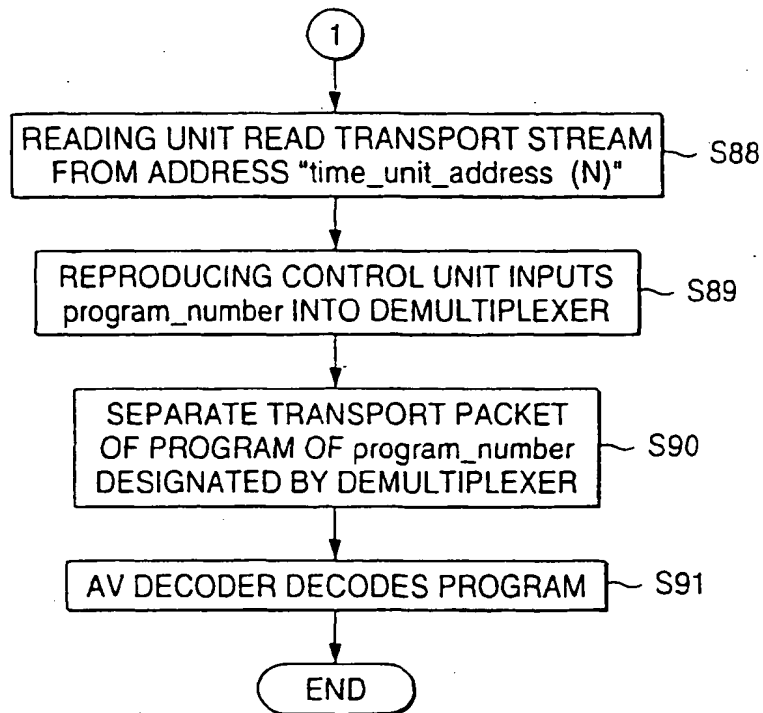 1
READING UNIT READ TRANSPORT STREAM
FROM ADDRESS "time_unit_address (N)"
S88
REPRODUCING CONTROL UNIT INPUTS
program_number INTO DEMULTIPLEXER
S89
SEPARATE TRANSPORT PACKET
OF PROGRAM OF program_number
DESIGNATED BY DEMULTIPLEXER
S90
AV DECODER DECODES PROGRAM
S91
END